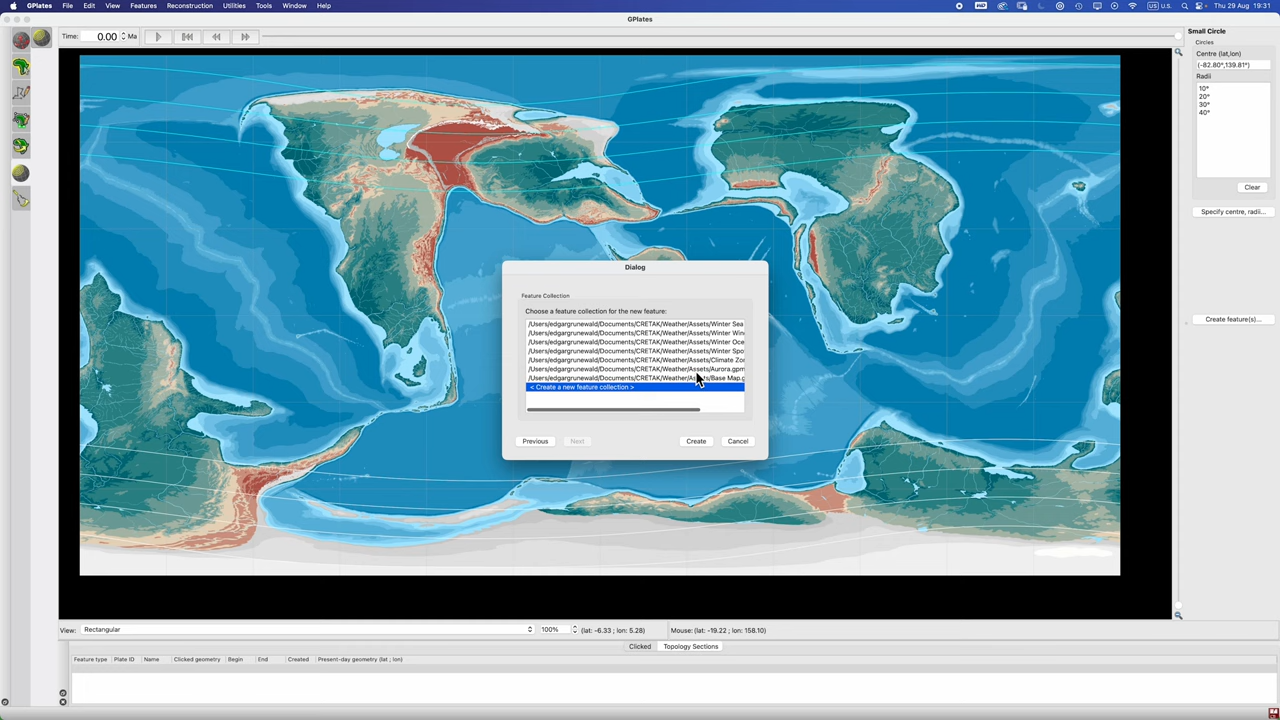 GPlates File Edit View Features Reconstruction Utilities Tools Window Help
U.S. Thu 29 Aug 19:31
GPlates
Time: 0.00 Ma
Small Circle
Circles
Centre (lat,lon)
(-82.80°,139.81°)
Radii
10°
20°
30°
40°
Clear
Specify centre, radii...
Create feature(s)...
Dialog
Feature Collection
Choose a feature collection for the new feature:
/Users/edgargrunewald/Documents/CRETAK/Weather/Assets/Winter Sea
/Users/edgargrunewald/Documents/CRETAK/Weather/Assets/Winter Win
/Users/edgargrunewald/Documents/CRETAK/Weather/Assets/Winter Oce
/Users/edgargrunewald/Documents/CRETAK/Weather/Assets/Winter Spo
/Users/edgargrunewald/Documents/CRETAK/Weather/Assets/Climate Zo
/Users/edgargrunewald/Documents/CRETAK/Weather/Assets/Aurora.gpm
/Users/edgargrunewald/Documents/CRETAK/Weather/Assets/Base Map.g
< Create a new feature collection >
Previous Next Create Cancel
View: Rectangular 100% (lat: -6.33 ; lon: 5.28) Mouse: (lat: -19.22 ; lon: 158.10)
Clicked Topology Sections
Feature type Plate ID Name Clicked geometry Begin End Created Present-day geometry (lat ; lon)